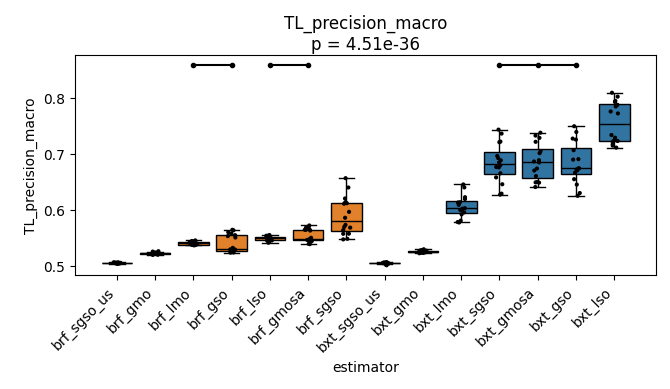 TL_precision_macro
p = 4.51e-36
TL_precision_macro
0.8
0.7
0.6
0.5
brf_sgso_us
brf_gmo
brf_lmo
brf_gso
brf_lso
brf_gmosa
brf_sgso
bxt_sgso_us
bxt_gmo
bxt_lmo
bxt_sgso
bxt_gmosa
bxt_gso
bxt_lso
estimator